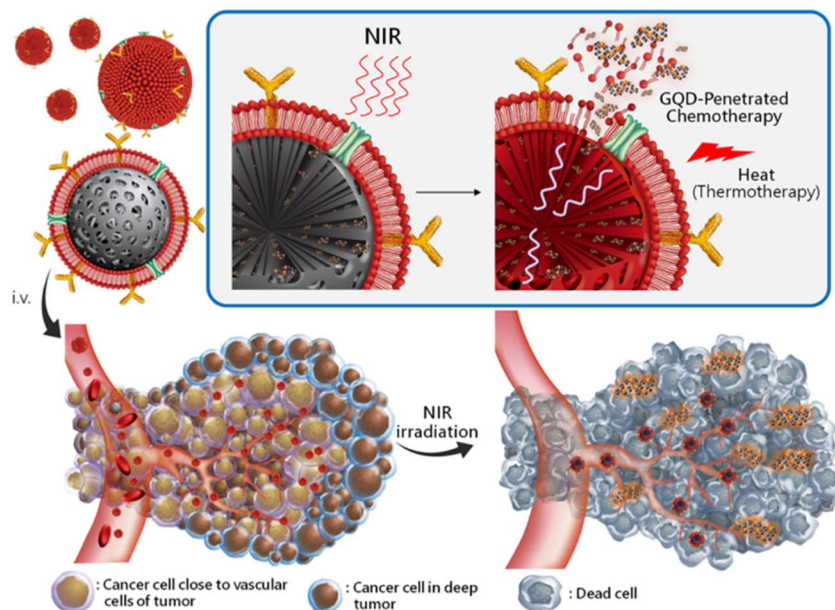 NIR
GQD-Penetrated
Chemotherapy
Heat
(Thermotherapy)
i.v.
NIR
irradiation
: Cancer cell close to vascular
cells of tumor
: Cancer cell in deep
tumor
: Dead cell